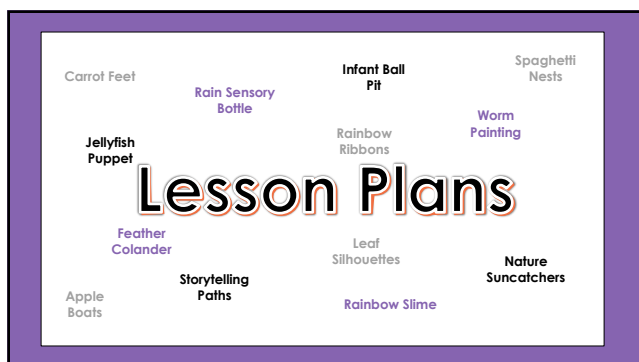 Carrot Feet
Rain Sensory
Bottle
Infant Ball
Pit
Spaghetti
Nests
Jellyfish
Puppet
Rainbow
Ribbons
Worm
Painting
Lesson Plans
Feather
Colander
Storytelling
Paths
Leaf
Silhouettes
Nature
Suncatchers
Apple
Boats
Rainbow Slime